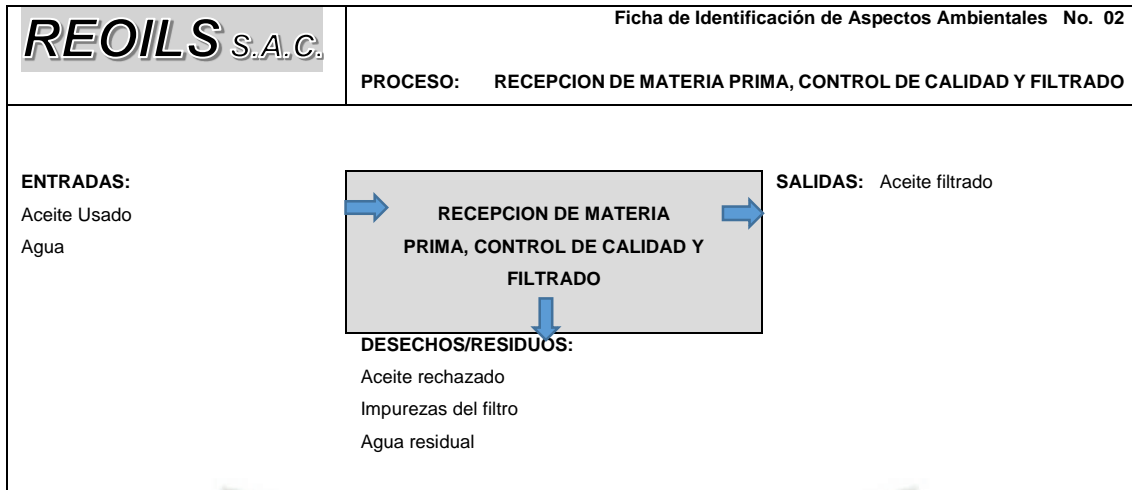 REOILS S.A.C.
Ficha de Identificación de Aspectos Ambientales No. 02
PROCESO: RECEPCION DE MATERIA PRIMA, CONTROL DE CALIDAD Y FILTRADO
ENTRADAS:
Aceite Usado
Agua
RECEPCION DE MATERIA
PRIMA, CONTROL DE CALIDAD Y
FILTRADO
SALIDAS: Aceite filtrado
DESECHOS/RESIDUOS:
Aceite rechazado
Impurezas del filtro
Agua residual